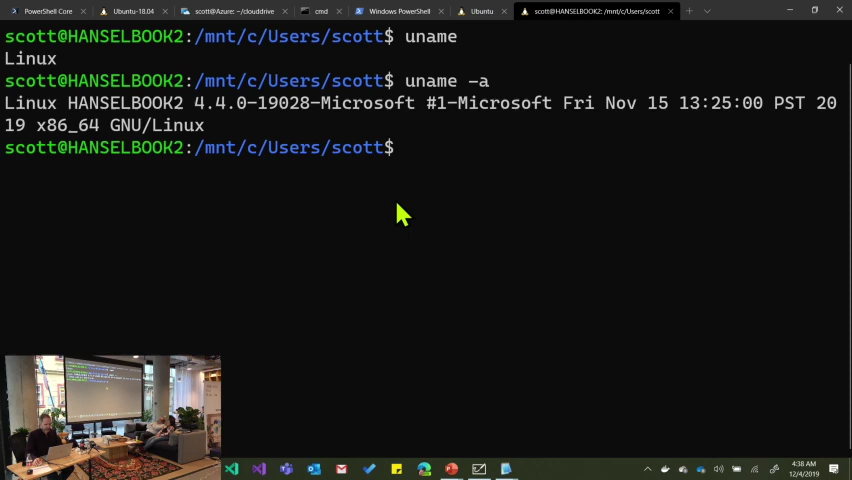 PowerShell Core
Ubuntu-18.04
scott@Azure: ~/clouddrive
cmd
Windows PowerShell
Ubuntu
scott@HANSELBOOK2: /mnt/c/Users/scott
scott@HANSELBOOK2:/mnt/c/Users/scott$ uname
Linux
scott@HANSELBOOK2:/mnt/c/Users/scott$ uname -a
Linux HANSELBOOK2 4.4.0-19028-Microsoft #1-Microsoft Fri Nov 15 13:25:00 PST 20
19 x86_64 GNU/Linux
scott@HANSELBOOK2:/mnt/c/Users/scott$
4:38 AM
12/4/2019